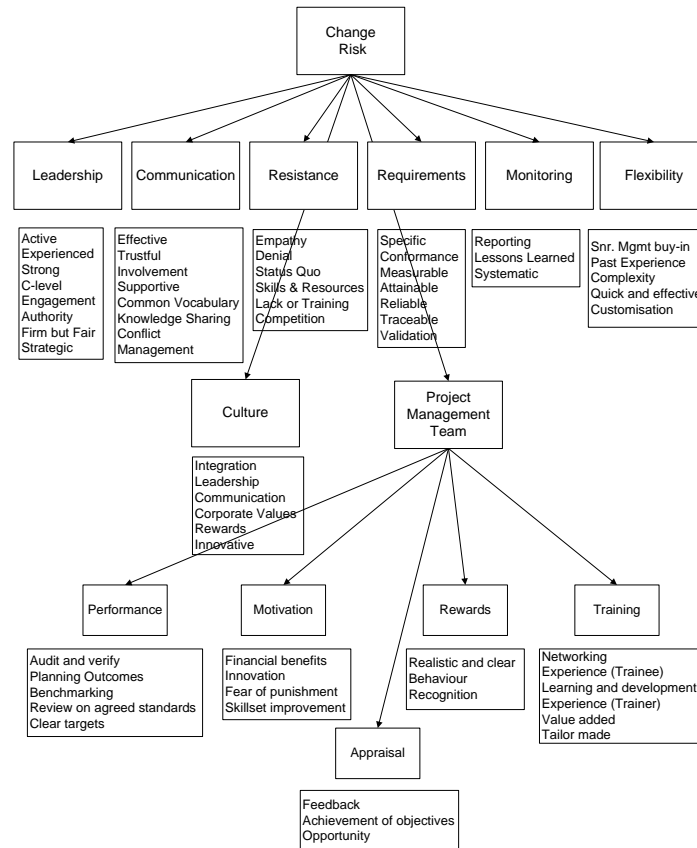 Change
Risk
Leadership
Communication
Resistance
Requirements
Monitoring
Flexibility
Active
Experienced
Strong
C-level
Engagement
Authority
Firm but Fair
Strategic
Effective
Trustful
Involvement
Supportive
Common Vocabulary
Knowledge Sharing
Conflict
Management
Empathy
Denial
Status Quo
Skills & Resources
Lack or Training
Competition
Specific
Conformance
Measurable
Attainable
Reliable
Traceable
Validation
Reporting
Lessons Learned
Systematic
Snr. Mgmt buy-in
Past Experience
Complexity
Quick and effective
Customisation
Culture
Integration
Leadership
Communication
Corporate Values
Rewards
Innovative
Project
Management
Team
Performance
Audit and verify
Planning Outcomes
Benchmarking
Review on agreed standards
Clear targets
Motivation
Financial benefits
Innovation
Fear of punishment
Skillset improvement
Rewards
Realistic and clear
Behaviour
Recognition
Training
Networking
Experience (Trainee)
Learning and development
Experience (Trainer)
Value added
Tailor made
Appraisal
Feedback
Achievement of objectives
Opportunity